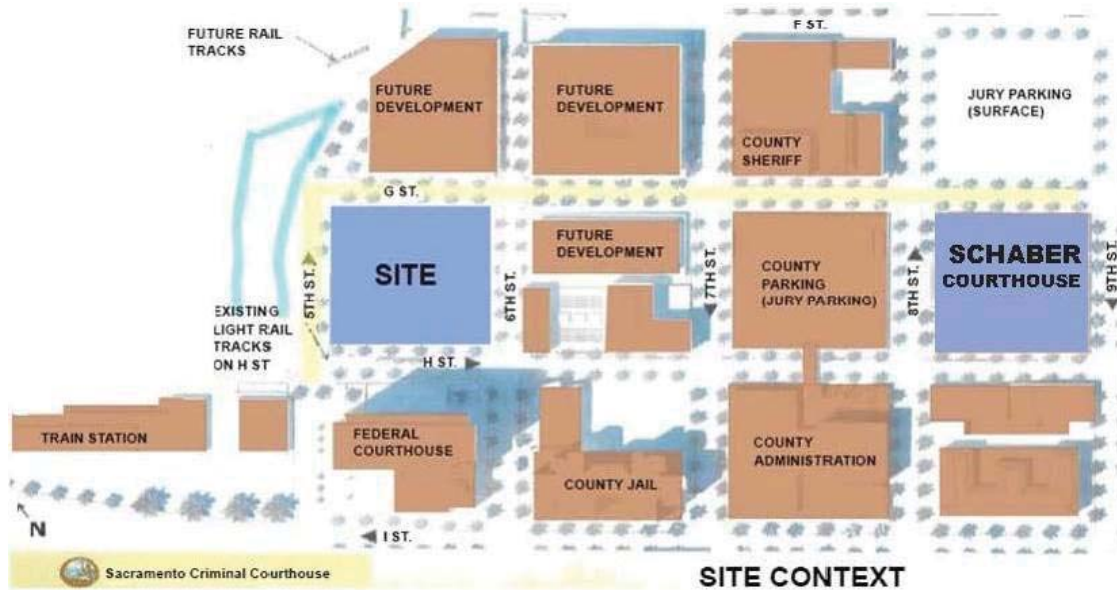 F ST.
FUTURE RAIL
TRACKS
FUTURE
DEVELOPMENT
FUTURE
DEVELOPMENT
COUNTY
SHERIFF
JURY PARKING
(SURFACE)
G ST.
SITE
FUTURE
DEVELOPMENT
COUNTY
PARKING
(JURY PARKING)
SCHABER
COURTHOUSE
5TH ST.
6TH ST.
7TH ST.
8TH ST.
9TH ST.
EXISTING
LIGHT RAIL
TRACKS
ON H ST
H ST.
TRAIN STATION
FEDERAL
COURTHOUSE
COUNTY JAIL
COUNTY
ADMINISTRATION
N
I ST.
Sacramento Criminal Courthouse
SITE CONTEXT